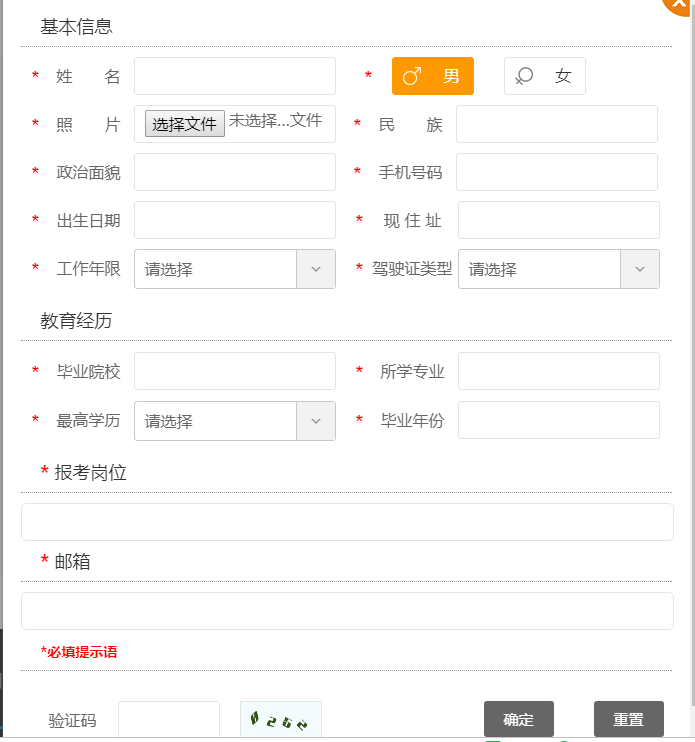 基本信息
* 姓 名 * 男 女
* 照 片 选择文件 未选择...文件 * 民 族
* 政治面貌 * 手机号码
* 出生日期 * 现 住 址
* 工作年限 请选择 * 驾驶证类型 请选择
教育经历
* 毕业院校 * 所学专业
* 最高学历 请选择 * 毕业年份
* 报考岗位
* 邮箱
*必填提示语
验证码 确定 重置